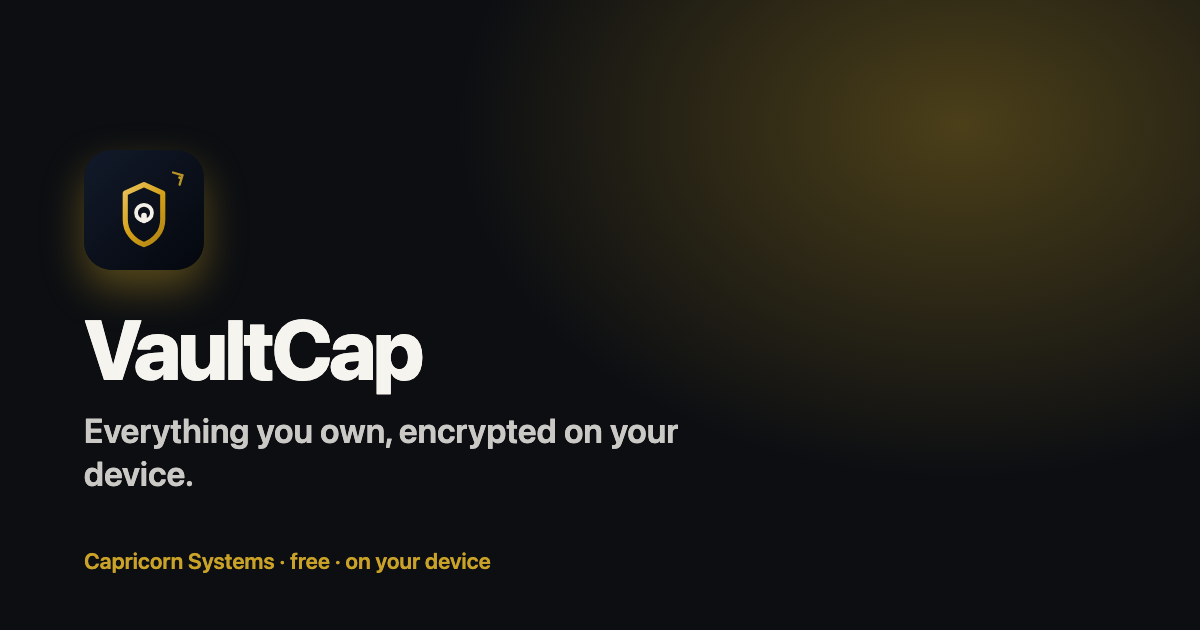 VaultCap
Everything you own, encrypted on your
device.
Capricorn Systems · free · on your device